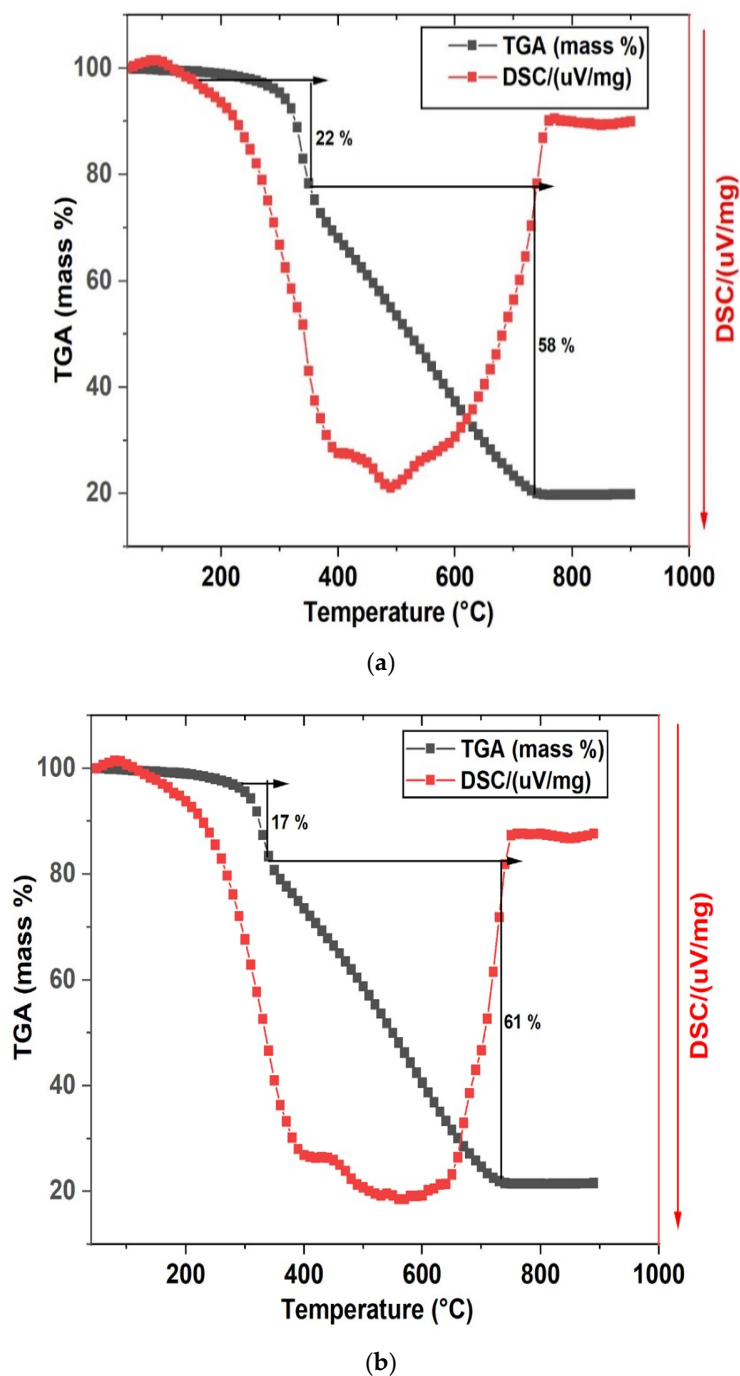 TGA (mass %)
DSC/(uV/mg)
100
80
60
40
20
22 %
58 %
TGA (mass %)
DSC/(uV/mg)
200 400 600 800 1000
Temperature (°C)
(a)
TGA (mass %)
DSC/(uV/mg)
100
80
60
40
20
17 %
61 %
TGA (mass %)
DSC/(uV/mg)
200 400 600 800 1000
Temperature (°C)
(b)